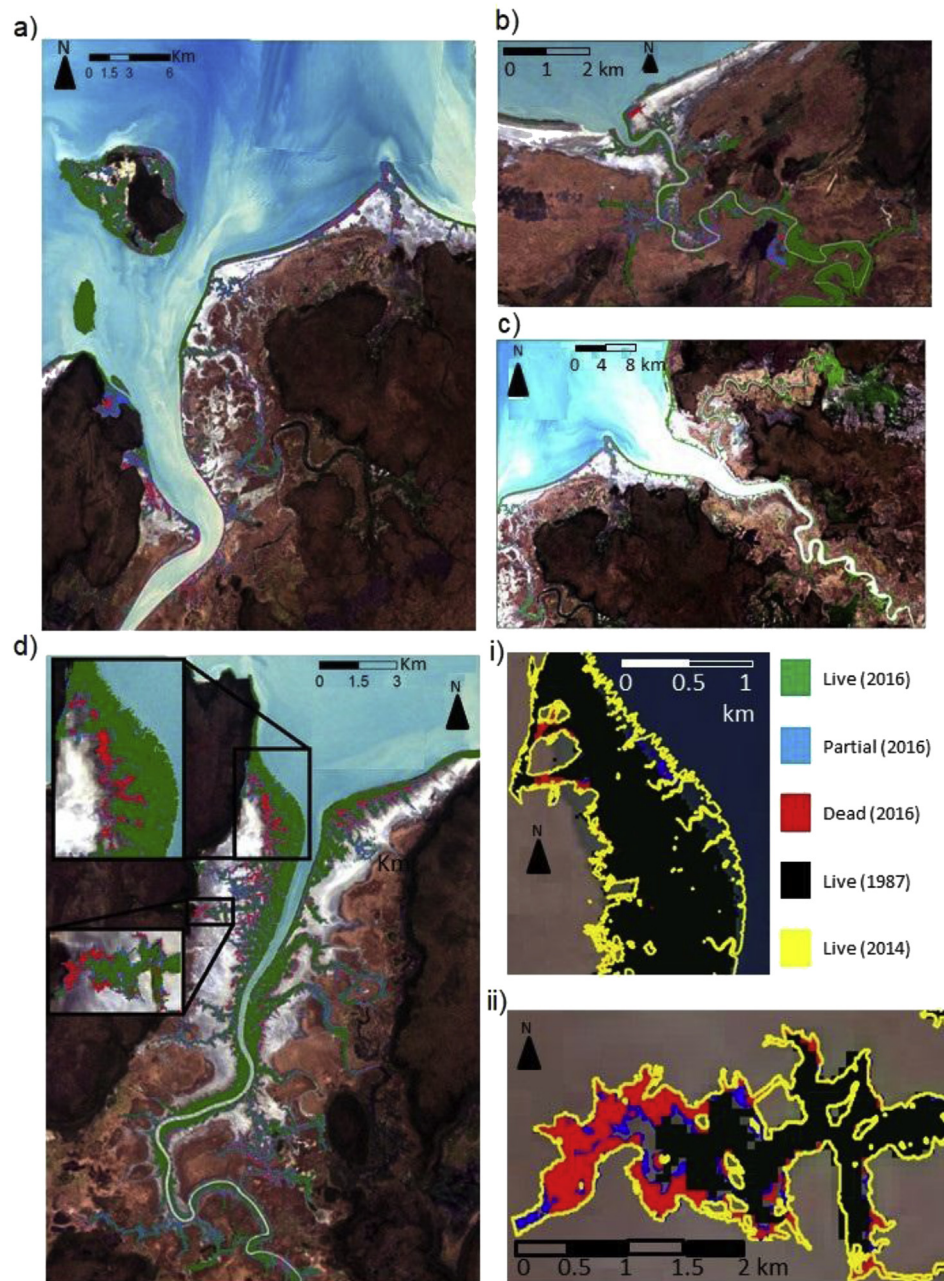 a)
N
Km
0 1.5 3 6
b)
N
0 1 2 km
c)
N
0 4 8 km
d)
Km
0 1.5 3
N
Km
i)
0 0.5 1
km
N
Live (2016)
Partial (2016)
Dead (2016)
Live (1987)
Live (2014)
ii)
N
0 0.5 1 1.5 2 km